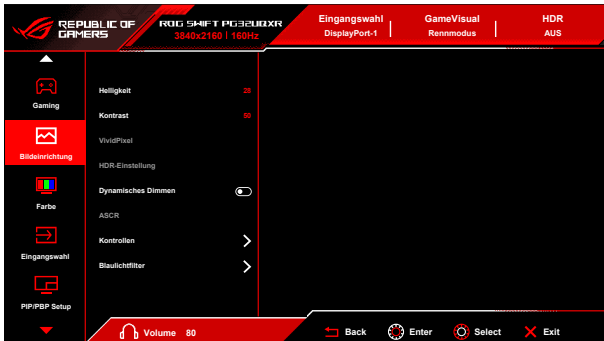 REPUBLIC OF
GAMERS
ROG SWIFT PG32UQXR
3840x2160 | 160Hz
Eingangswahl
DisplayPort-1
GameVisual
Rennmodus
HDR
AUS
Gaming
Bildeinrichtung
Farbe
Eingangswahl
PIP/PBP Setup
Helligkeit 28
Kontrast 50
VividPixel
HDR-Einstellung
Dynamisches Dimmen
ASCR
Kontrollen
Blaulichtfilter
Volume 80
Back
Enter
Select
Exit